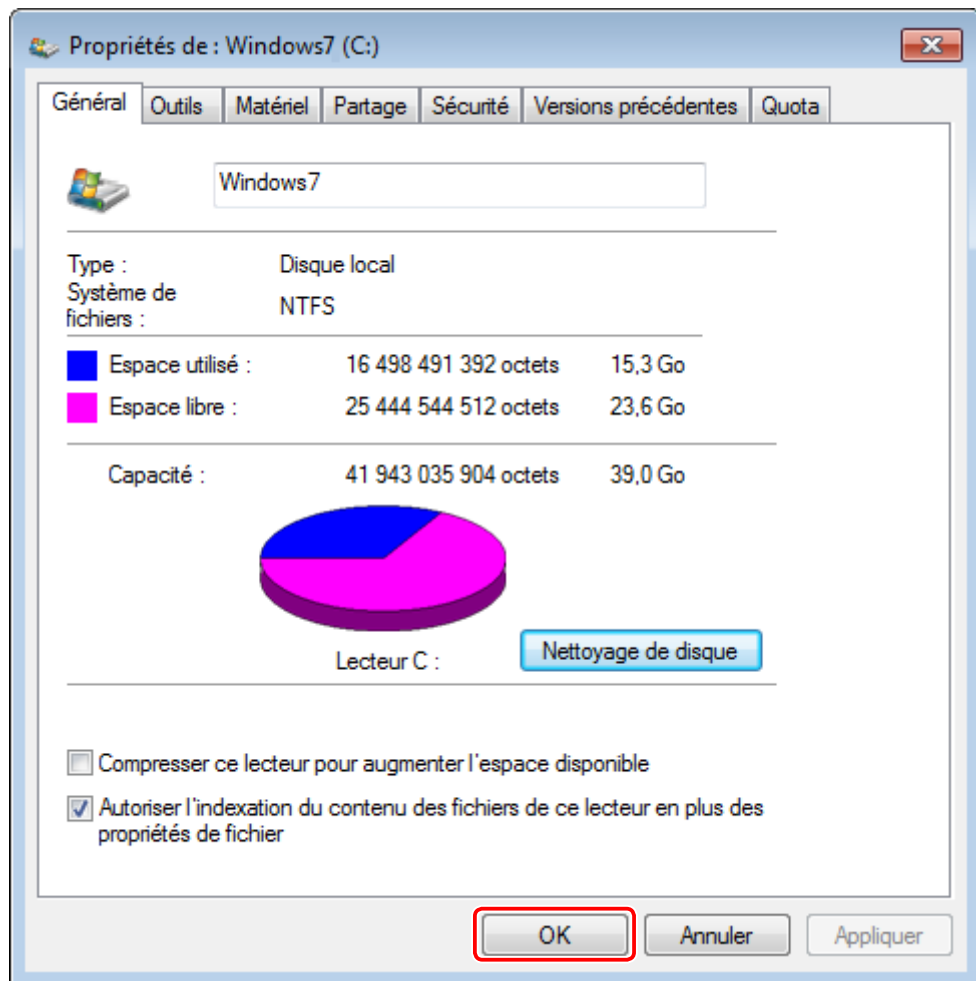 Propriétés de : Windows7 (C:)
Général Outils Matériel Partage Sécurité Versions précédentes Quota
Windows7
Type : Disque local
Système de
fichiers : NTFS
Espace utilisé : 16 498 491 392 octets 15,3 Go
Espace libre : 25 444 544 512 octets 23,6 Go
Capacité : 41 943 035 904 octets 39,0 Go
Lecteur C : Nettoyage de disque
Compresser ce lecteur pour augmenter l'espace disponible
Autoriser l'indexation du contenu des fichiers de ce lecteur en plus des
propriétés de fichier
OK Annuler Appliquer